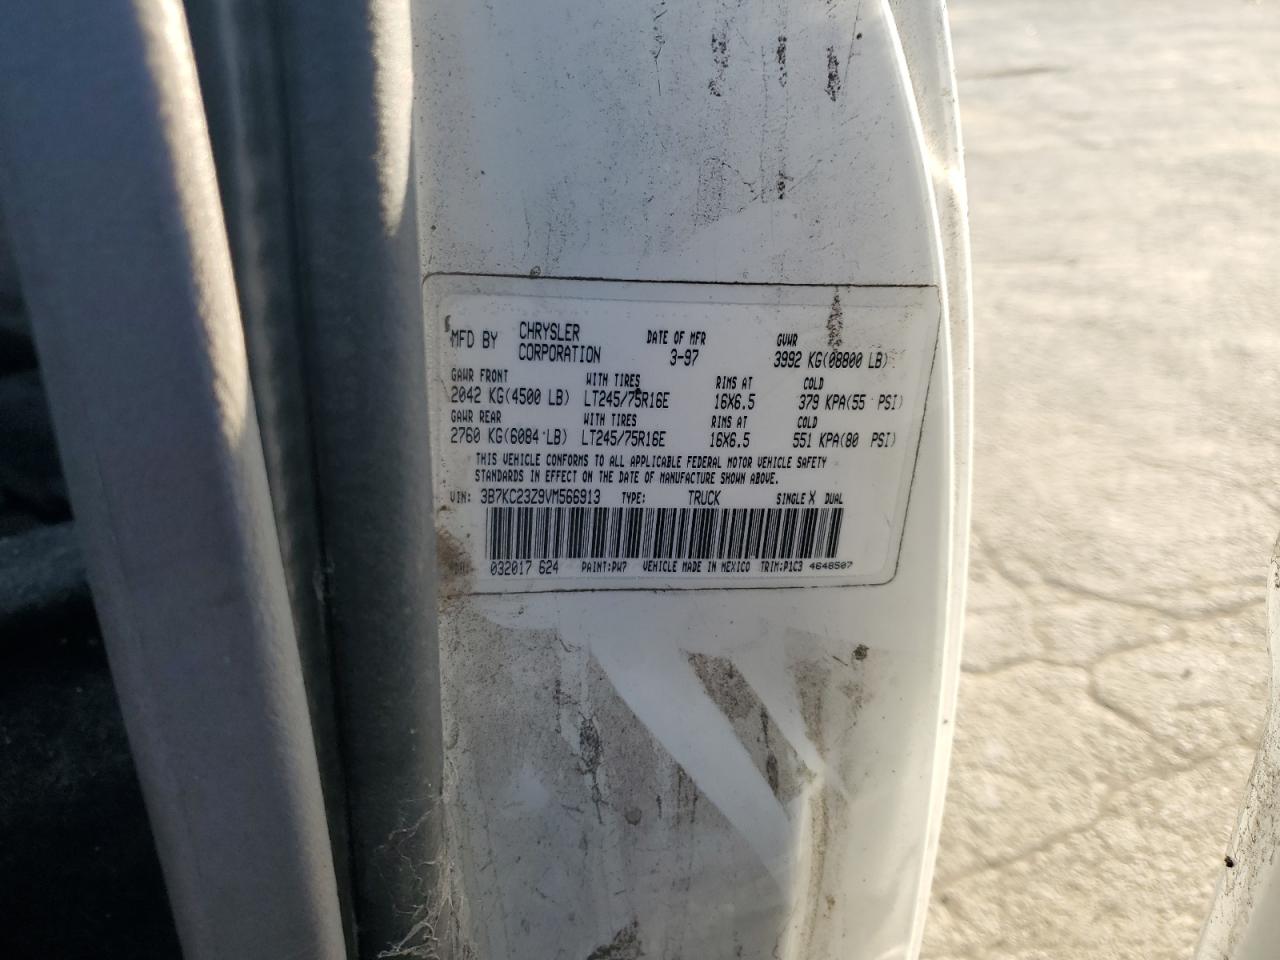 MFD BY CHRYSLER CORPORATION DATE OF MFR 3-97 GVWR 3992 KG(08800 LB)
GAWR FRONT WITH TIRES RIMS AT COLD
2042 KG(4500 LB) LT245/75R16E 16X6.5 379 KPA(55 PSI)
GAWR REAR WITH TIRES RIMS AT COLD
2760 KG(6084 LB) LT245/75R16E 16X6.5 551 KPA(80 PSI)
THIS VEHICLE CONFORMS TO ALL APPLICABLE FEDERAL MOTOR VEHICLE SAFETY
STANDARDS IN EFFECT ON THE DATE OF MANUFACTURE SHOWN ABOVE.
VIN: 3B7KC23Z9VM566913 TYPE: TRUCK SINGLE X DUAL
032017 624 PAINT:PW7 VEHICLE MADE IN MEXICO TRIM:P1C3 4648507